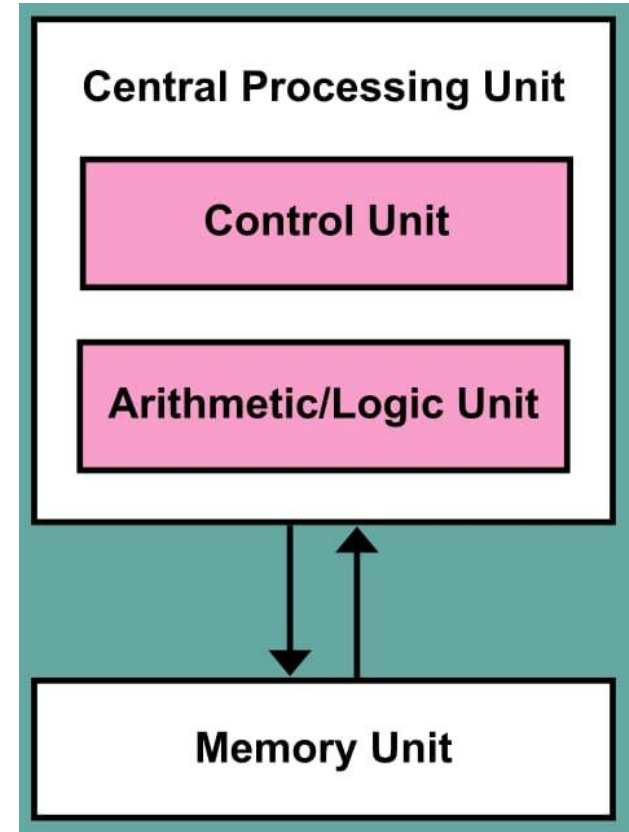 Central Processing Unit
Control Unit
Arithmetic/Logic Unit
Memory Unit